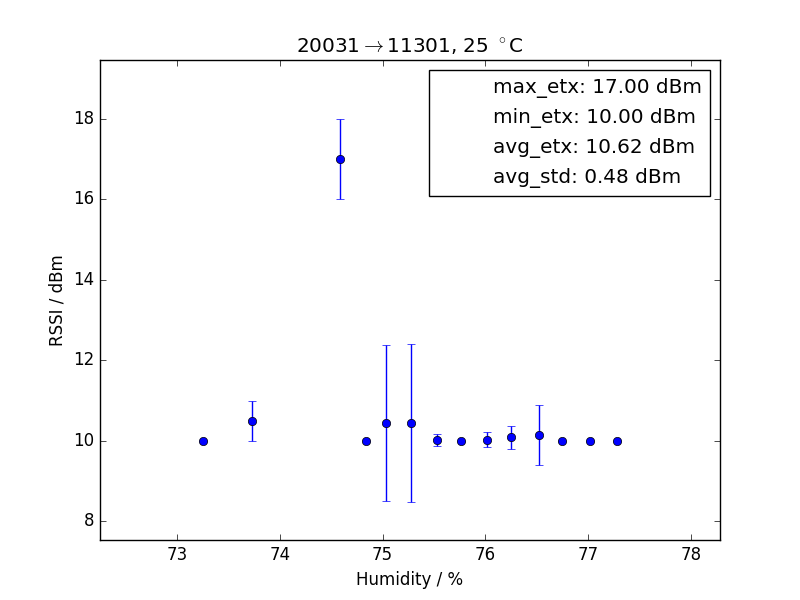 20031→11301, 25 °C
max_etx: 17.00 dBm
min_etx: 10.00 dBm
avg_etx: 10.62 dBm
avg_std: 0.48 dBm
RSSI / dBm
18
16
14
12
10
8
73 74 75 76 77 78
Humidity / %